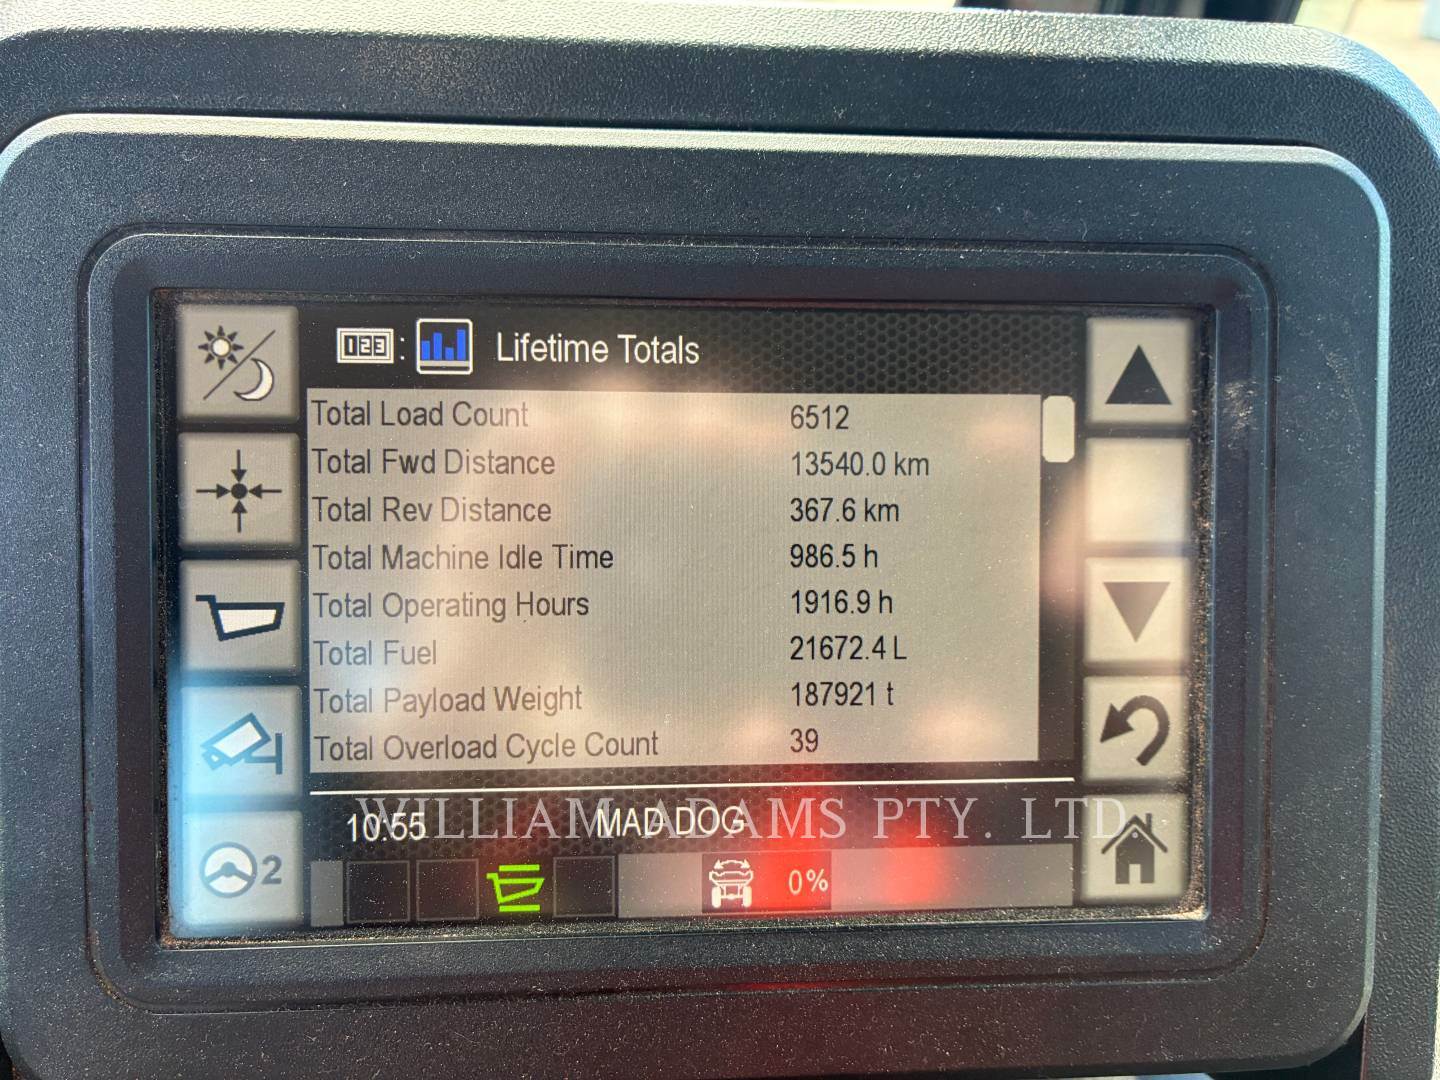 123 : Lifetime Totals
Total Load Count 6512
Total Fwd Distance 13540.0 km
Total Rev Distance 367.6 km
Total Machine Idle Time 986.5 h
Total Operating Hours 1916.9 h
Total Fuel 21672.4 L
Total Payload Weight 187921 t
Total Overload Cycle Count 39
10:55 MAD DOG
WILLIAM ADAMS PTY. LTD.
2
0%